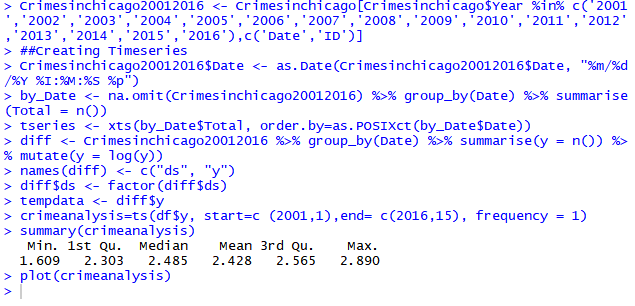 > Crimesinchicago20012016 <- Crimesinchicago[Crimesinchicago$Year %in% c('2001
','2002','2003','2004','2005','2006','2007','2008','2009','2010','2011','2012'
,'2013','2014','2015','2016'),c('Date','ID')]
> ##Creating Timeseries
> Crimesinchicago20012016$Date <- as.Date(Crimesinchicago20012016$Date, "%m/%d
/%Y %I:%M:%S %p")
> by_Date <- na.omit(Crimesinchicago20012016) %>% group_by(Date) %>% summarise
(Total = n())
> tseries <- xts(by_Date$Total, order.by=as.POSIXct(by_Date$Date))
> diff <- Crimesinchicago20012016 %>% group_by(Date) %>% summarise(y = n()) %>
% mutate(y = log(y))
> names(diff) <- c("ds", "y")
> diff$ds <- factor(diff$ds)
> tempdata <- diff$y
> crimeanalysis=ts(df$y, start=c (2001,1),end= c(2016,15), frequency = 1)
> summary(crimeanalysis)
Min. 1st Qu. Median Mean 3rd Qu. Max.
1.609 2.303 2.485 2.428 2.565 2.890
> plot(crimeanalysis)
>